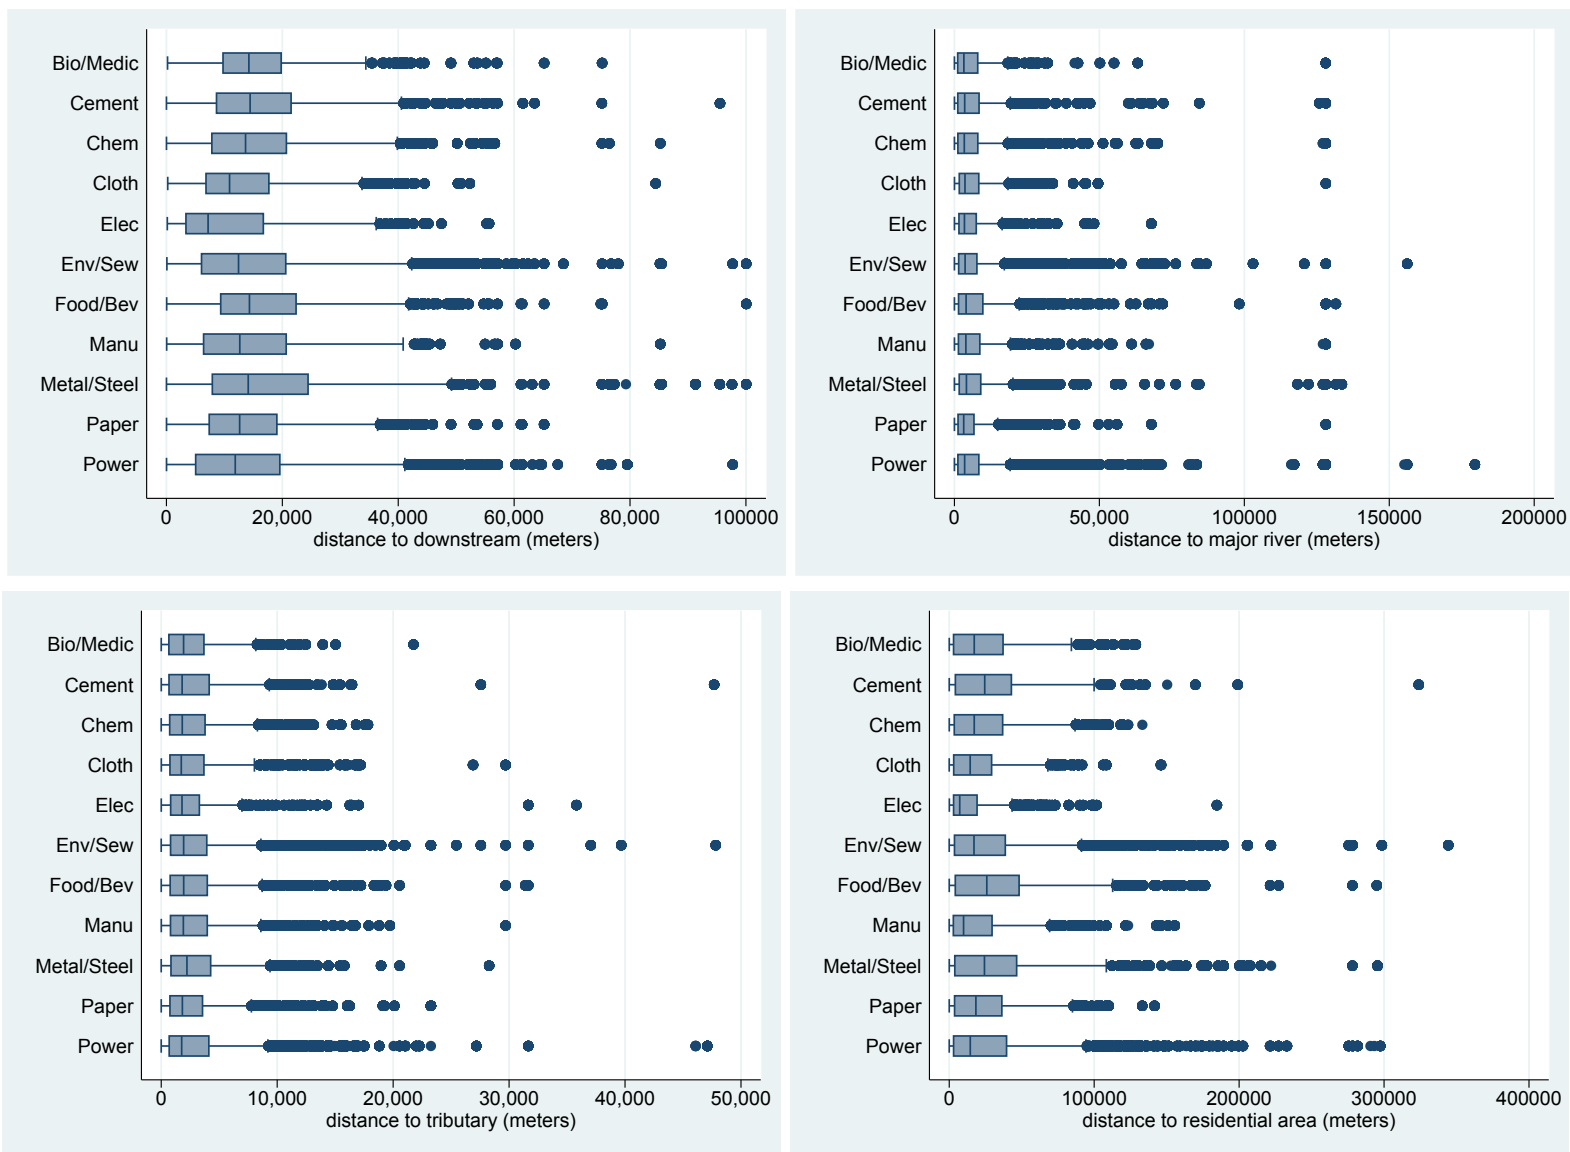 Bio/Medic
Cement
Chem
Cloth
Elec
Env/Sew
Food/Bev
Manu
Metal/Steel
Paper
Power
0 20,000 40,000 60,000 80,000 100000
distance to downstream (meters)
Bio/Medic
Cement
Chem
Cloth
Elec
Env/Sew
Food/Bev
Manu
Metal/Steel
Paper
Power
0 50,000 100000 150000 200000
distance to major river (meters)
Bio/Medic
Cement
Chem
Cloth
Elec
Env/Sew
Food/Bev
Manu
Metal/Steel
Paper
Power
0 10,000 20,000 30,000 40,000 50,000
distance to tributary (meters)
Bio/Medic
Cement
Chem
Cloth
Elec
Env/Sew
Food/Bev
Manu
Metal/Steel
Paper
Power
0 100000 200000 300000 400000
distance to residential area (meters)